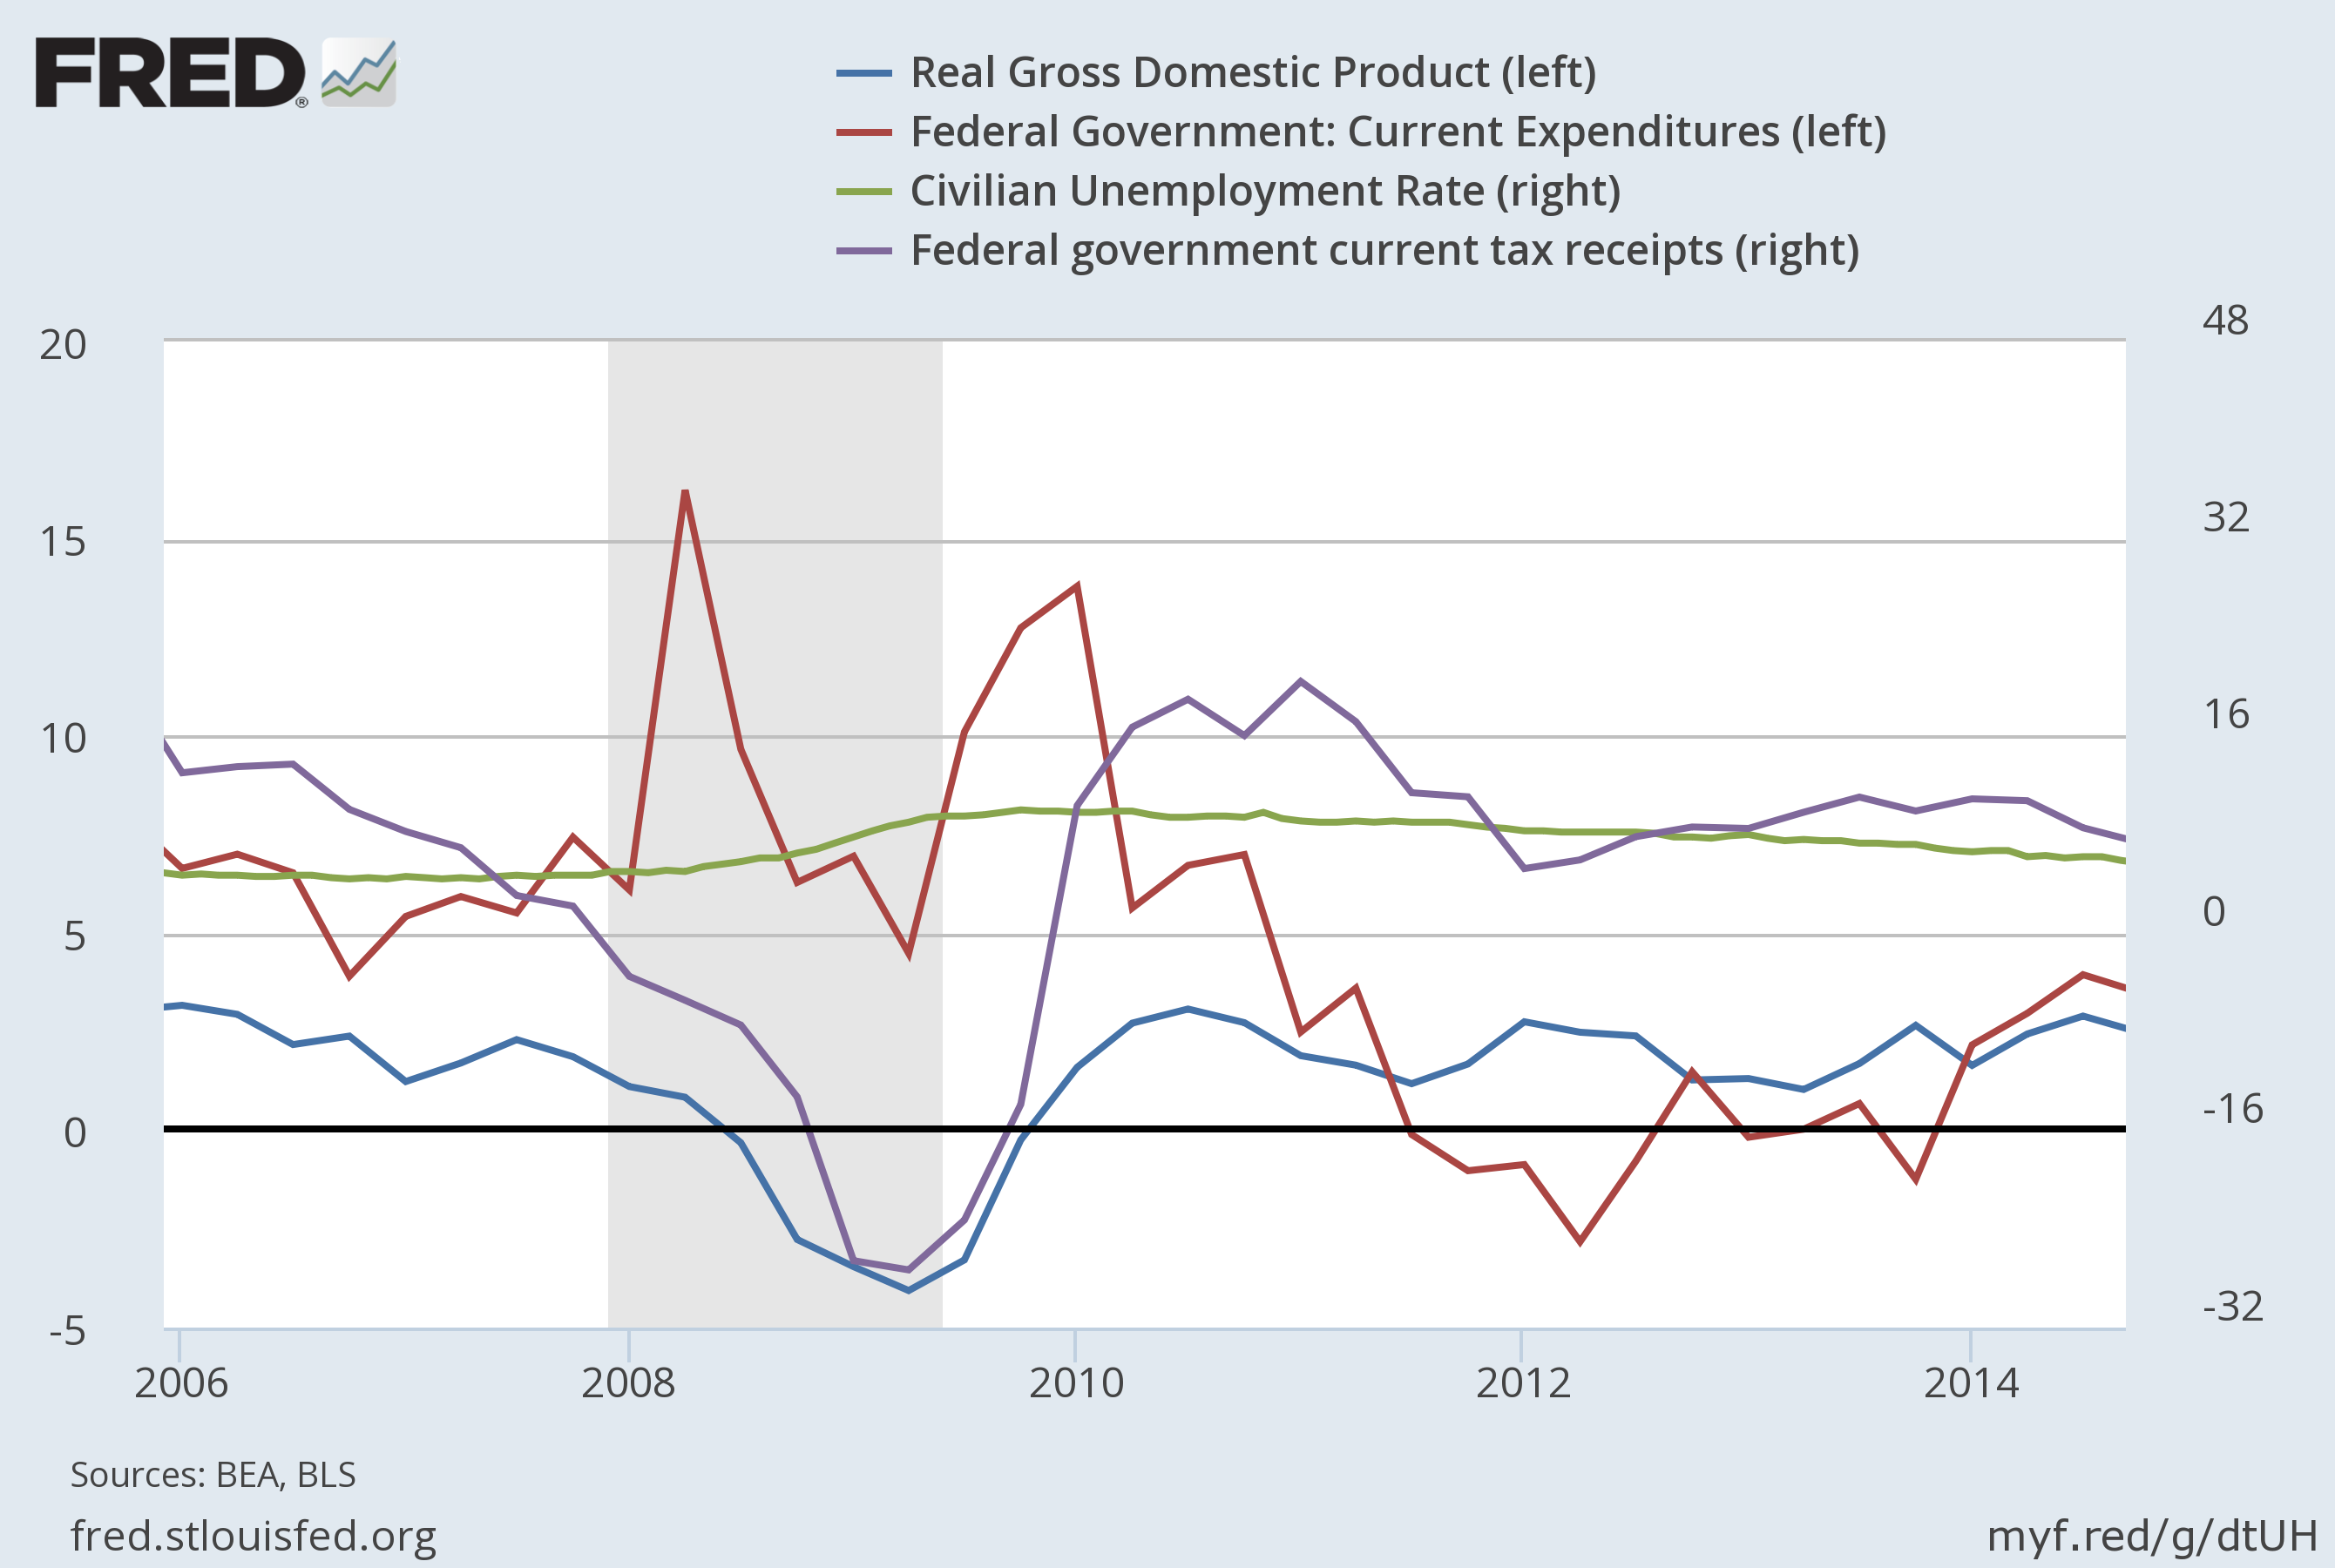 FRED®
Real Gross Domestic Product (left)
Federal Government: Current Expenditures (left)
Civilian Unemployment Rate (right)
Federal government current tax receipts (right)
20
15
10
5
0
-5
48
32
16
0
-16
-32
2006 2008 2010 2012 2014
Sources: BEA, BLS
fred.stlouisfed.org
myf.red/g/dtUH